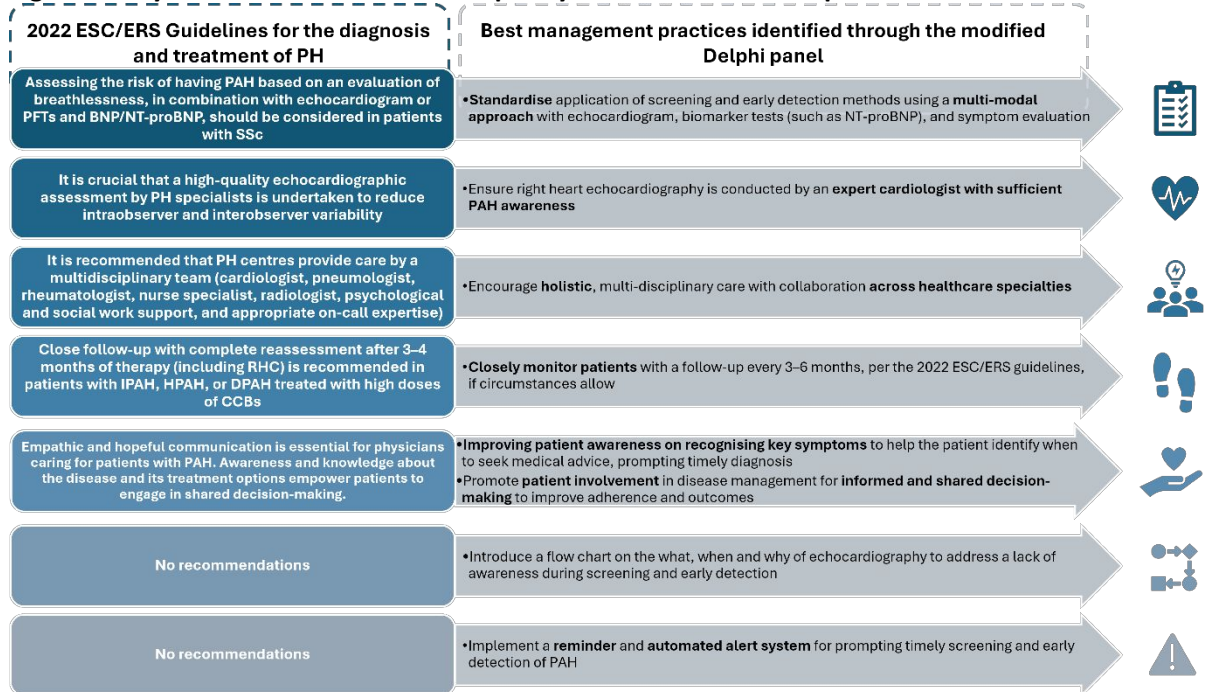 2022 ESC/ERS Guidelines for the diagnosis
and treatment of PH
Best management practices identified through the modified
Delphi panel
Assessing the risk of having PAH based on an evaluation of
breathlessness, in combination with echocardiogram or
PFTs and BNP/NT-proBNP, should be considered in patients
with SSc
•Standardise application of screening and early detection methods using a multi-modal
approach with echocardiogram, biomarker tests (such as NT-proBNP), and symptom evaluation
It is crucial that a high-quality echocardiographic
assessment by PH specialists is undertaken to reduce
intraobserver and interobserver variability
•Ensure right heart echocardiography is conducted by an expert cardiologist with sufficient
PAH awareness
It is recommended that PH centres provide care by a
multidisciplinary team (cardiologist, pneumologist,
rheumatologist, nurse specialist, radiologist, psychological
and social work support, and appropriate on-call expertise)
•Encourage holistic, multi-disciplinary care with collaboration across healthcare specialties
Close follow-up with complete reassessment after 3–4
months of therapy (including RHC) is recommended in
patients with IPAH, HPAH, or DPAH treated with high doses
of CCBs
•Closely monitor patients with a follow-up every 3–6 months, per the 2022 ESC/ERS guidelines,
if circumstances allow
Empathic and hopeful communication is essential for physicians
caring for patients with PAH. Awareness and knowledge about
the disease and its treatment options empower patients to
engage in shared decision-making.
•Improving patient awareness on recognising key symptoms to help the patient identify when
to seek medical advice, prompting timely diagnosis
•Promote patient involvement in disease management for informed and shared decision-
making to improve adherence and outcomes
No recommendations
•Introduce a flow chart on the what, when and why of echocardiography to address a lack of
awareness during screening and early detection
No recommendations
•Implement a reminder and automated alert system for prompting timely screening and early
detection of PAH